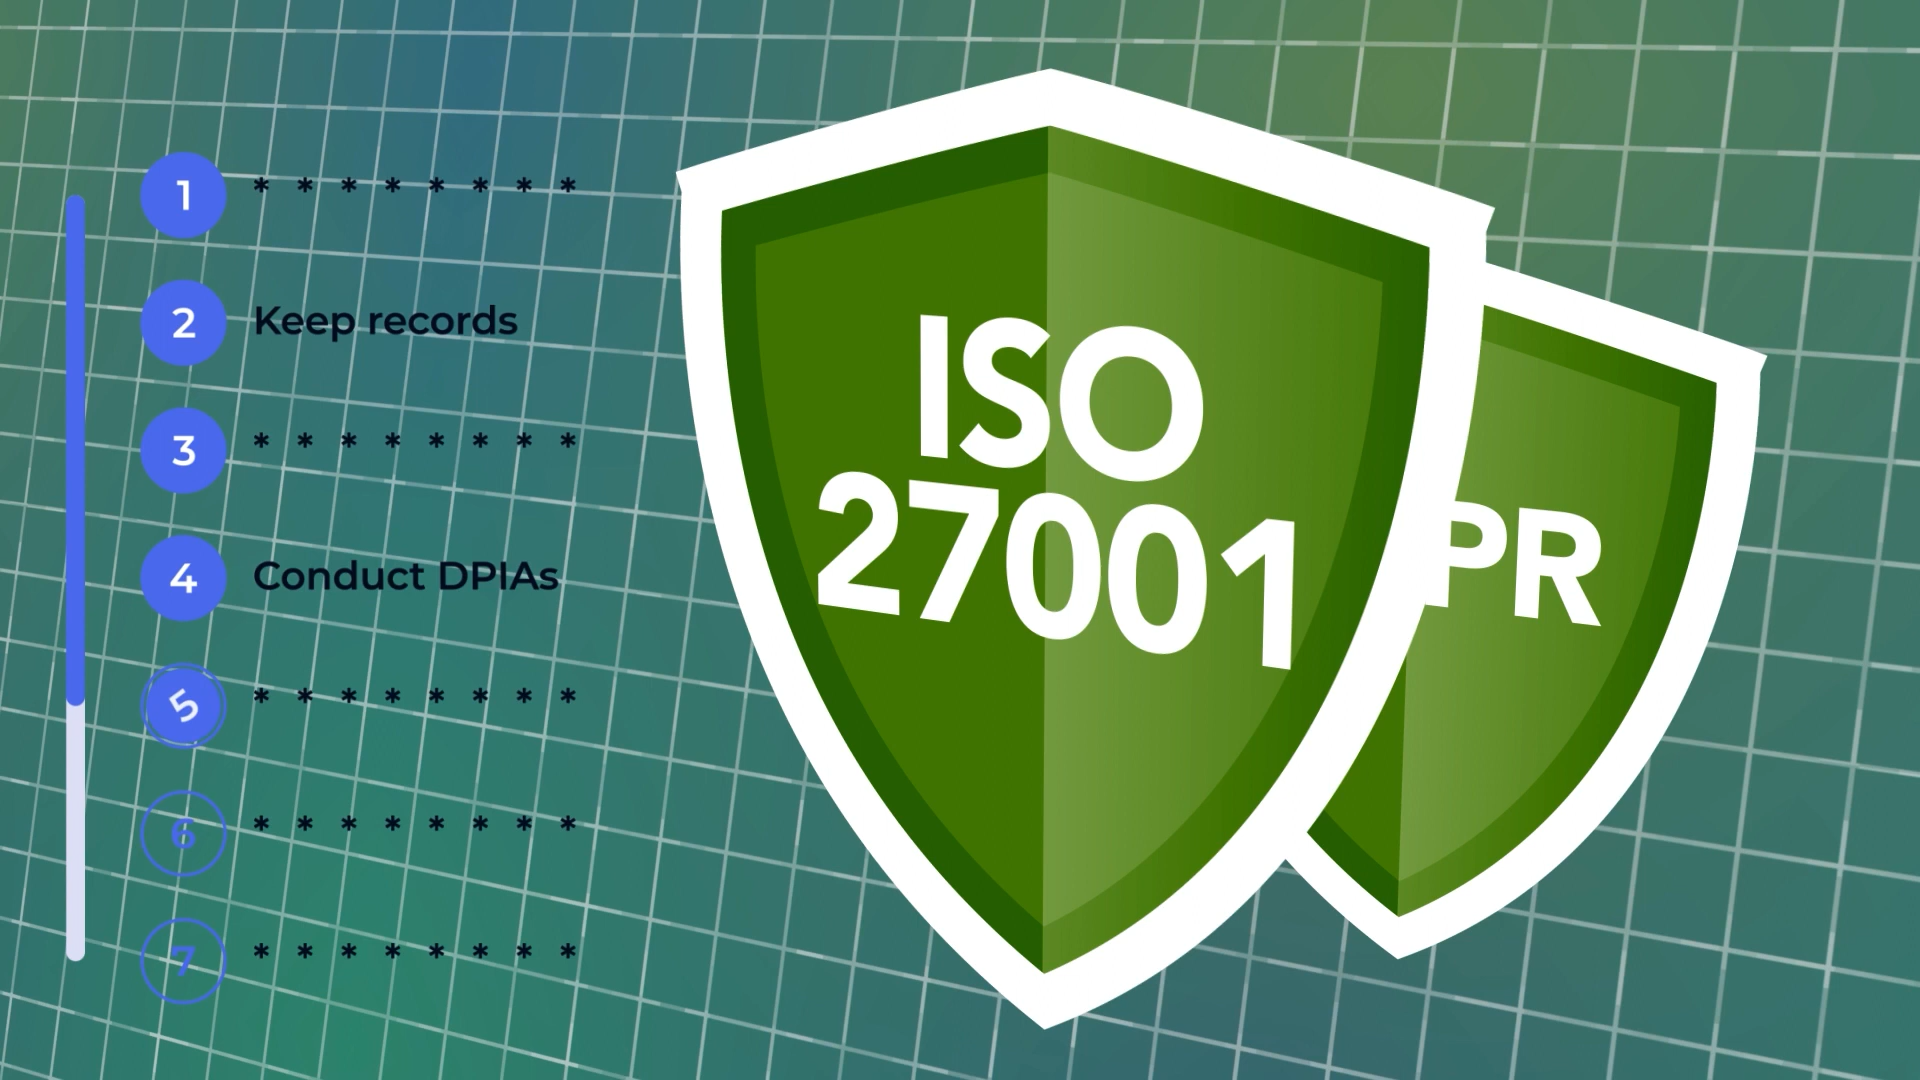 1 * * * * * * * *
2 Keep records
3 * * * * * * * *
4 Conduct DPIAs
5 * * * * * * * *
6 * * * * * * * *
7 * * * * * * * *
ISO
27001
PR